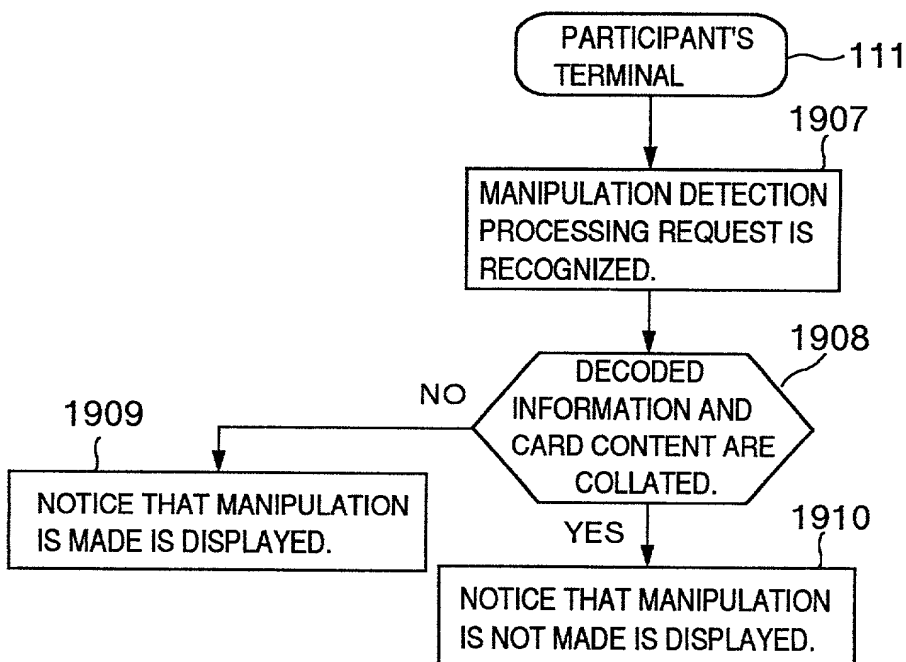 PARTICIPANT'S
TERMINAL
111
1907
MANIPULATION DETECTION
PROCESSING REQUEST IS
RECOGNIZED.
1908
DECODED
INFORMATION AND
CARD CONTENT ARE
COLLATED.
NO
1909
NOTICE THAT MANIPULATION
IS MADE IS DISPLAYED.
YES
1910
NOTICE THAT MANIPULATION
IS NOT MADE IS DISPLAYED.